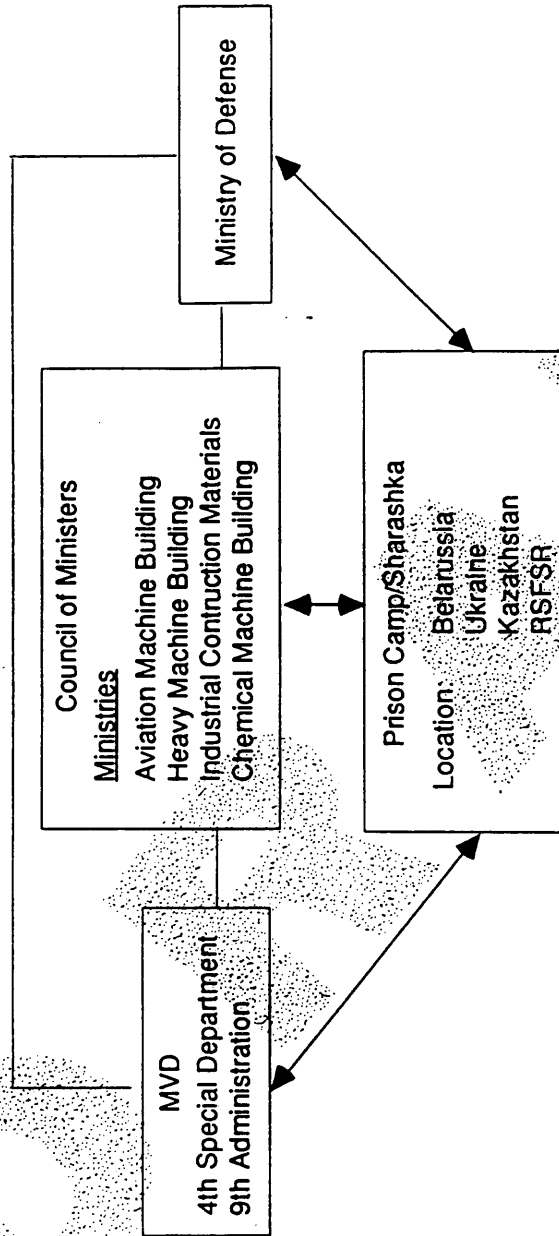 MVD
4th Special Department
9th Administration
Council of Ministers
Ministries
Aviation Machine Building
Heavy Machine Building
Industrial Contruction Materials
Chemical Machine Building
Ministry of Defense
Prison Camp/Sharashka
Location: Belarussia
Ukraine
Kazakhstan
RSFSR